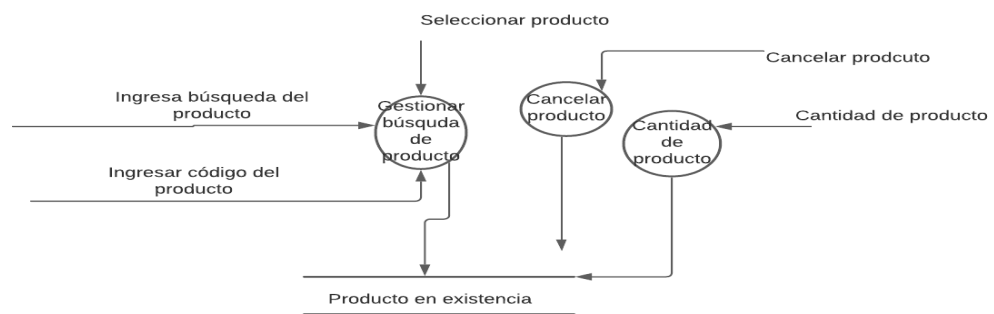 Seleccionar producto
Cancelar prodcuto
Ingresa búsqueda del
producto
Gestionar
búsquda
de
producto
Cancelar
producto
Cantidad
de
producto
Cantidad de producto
Ingresar código del
producto
Producto en existencia